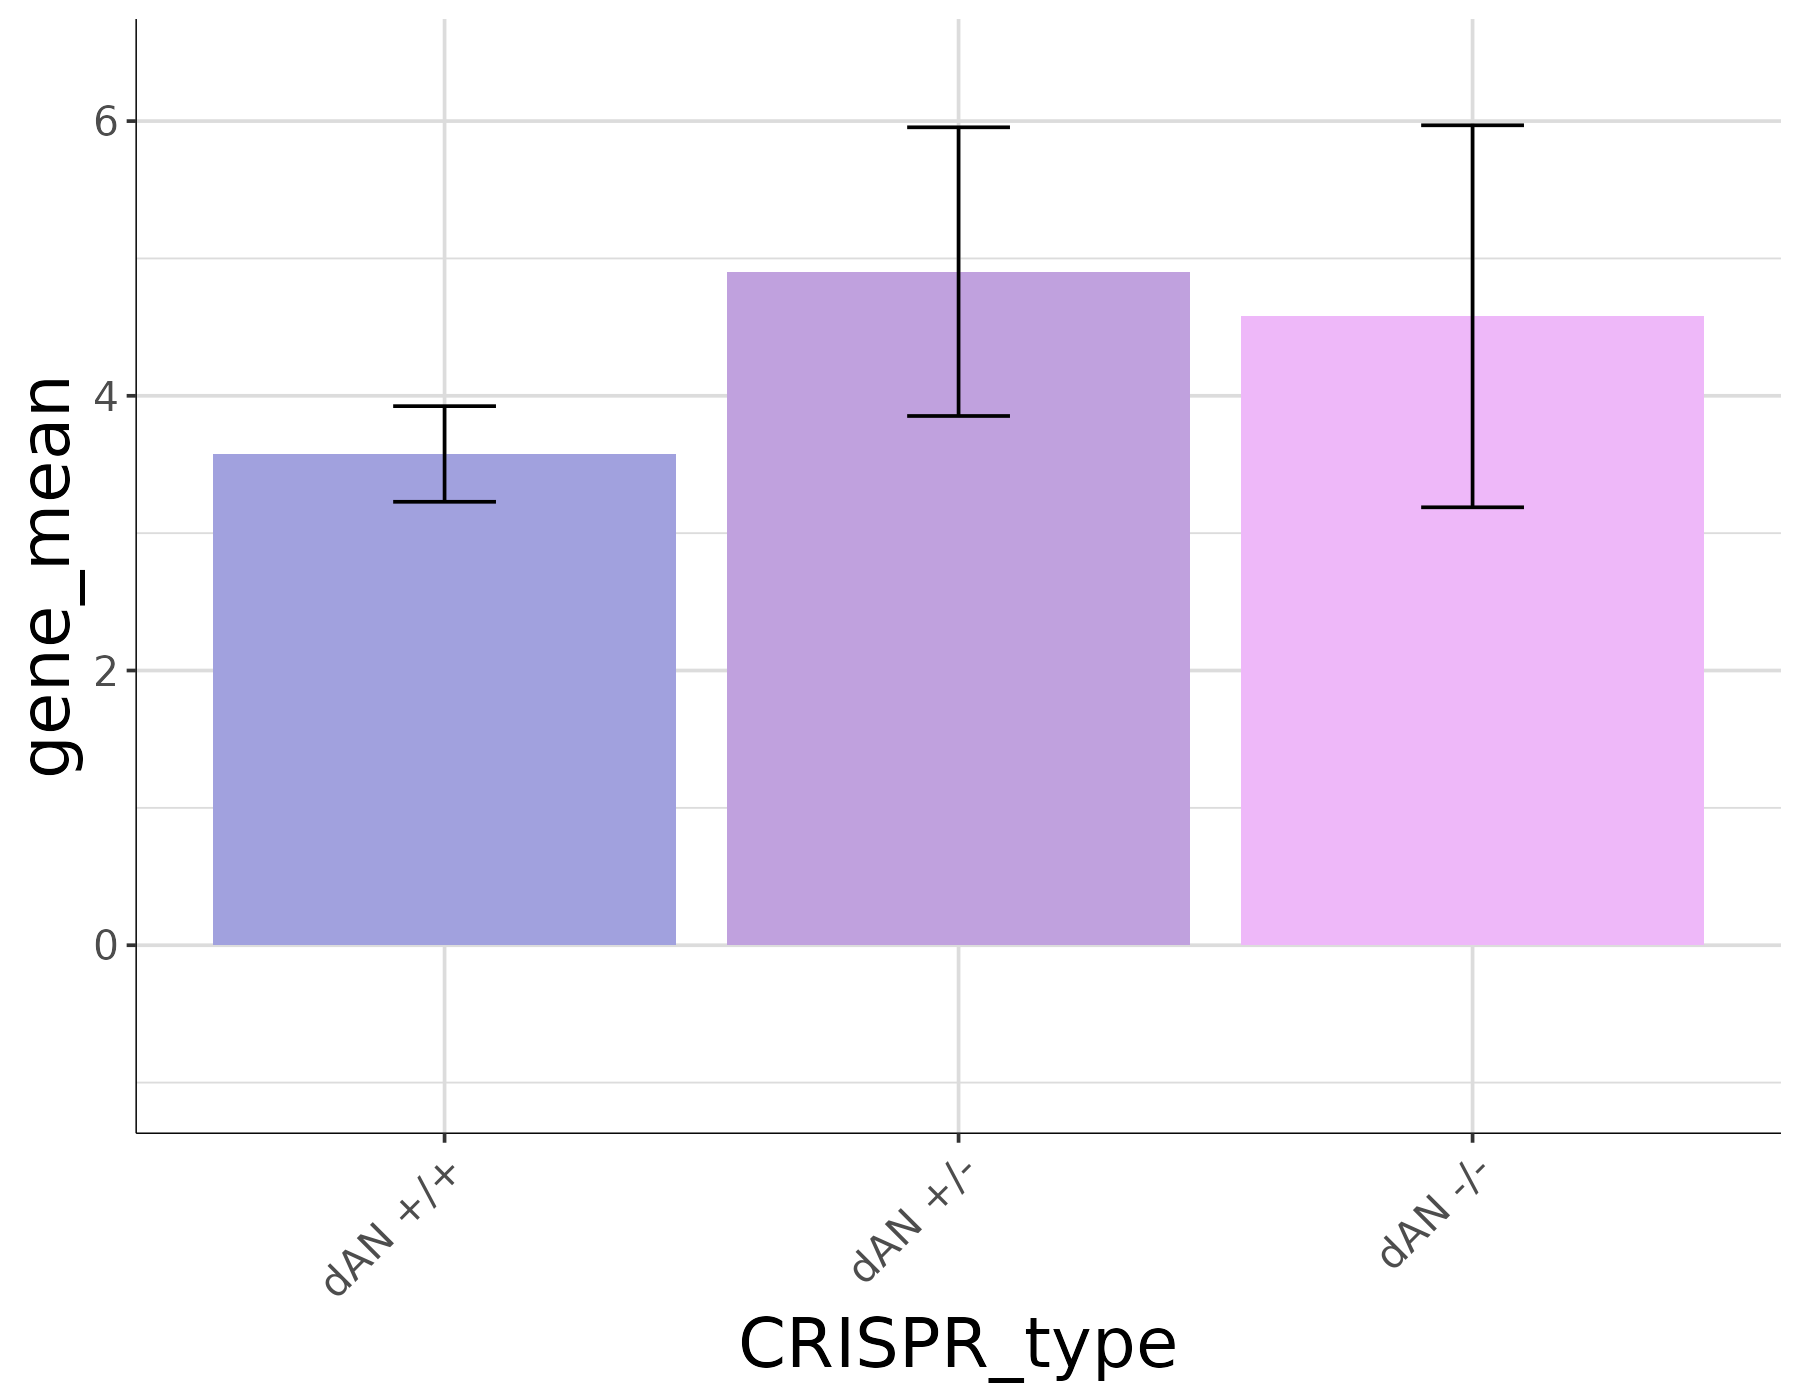 gene_mean
6
4
2
0
dAN +/+
dAN +/-
dAN -/-
CRISPR_type